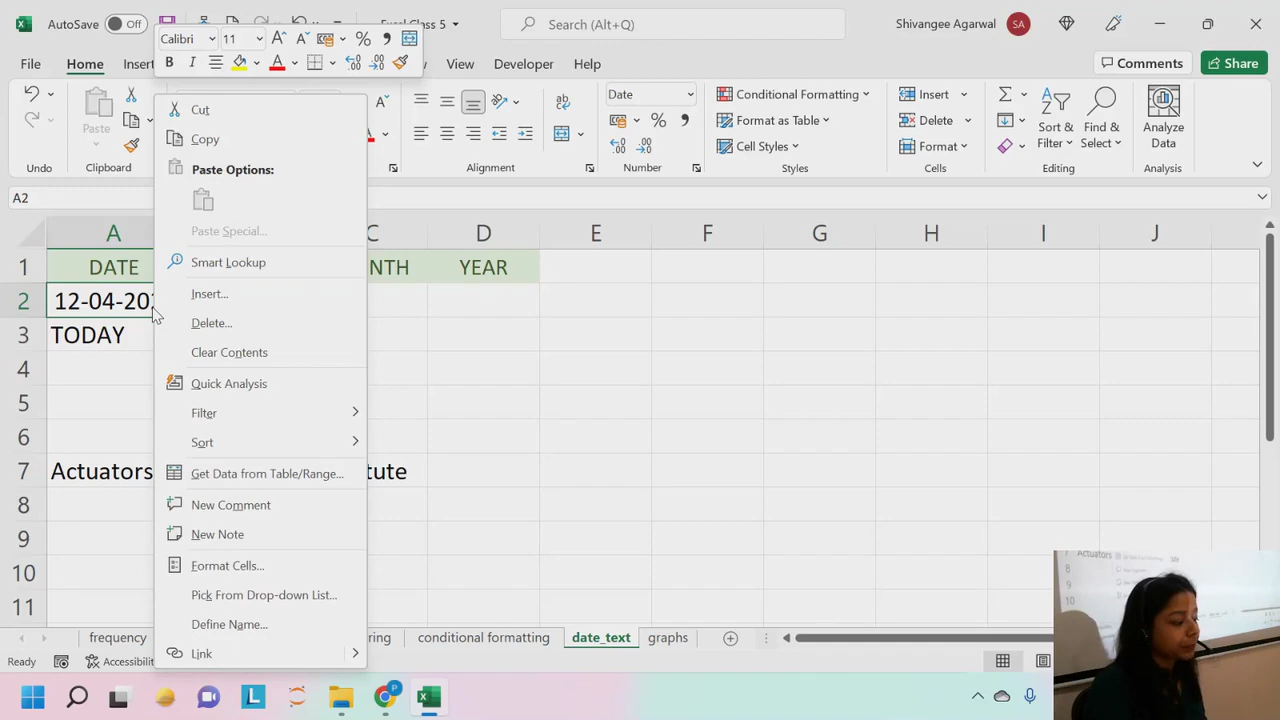 AutoSave Off Excel Class 5 Search (Alt+Q) Shivangee Agarwal SA
Calibri 11
File Home Inser View Developer Help Comments Share
Paste Date Conditional Formatting Insert
Format as Table Delete Sort & Find & Analyze
Cell Styles Format Filter Select Data
Undo Clipboard Alignment Number Styles Cells Editing Analysis
A2
Cut
Copy
Paste Options:
Paste Special...
Smart Lookup
Insert...
Delete...
Clear Contents
Quick Analysis
Filter
Sort
Get Data from Table/Range...
New Comment
New Note
Format Cells...
Pick From Drop-down List...
Define Name...
Link
A C D E F G H I J
1 DATE NTH YEAR
2 12-04-202
3 TODAY
4
5
6
7 Actuators tute
8
9
10
11
frequency ring conditional formatting date_text graphs
Ready Accessibili